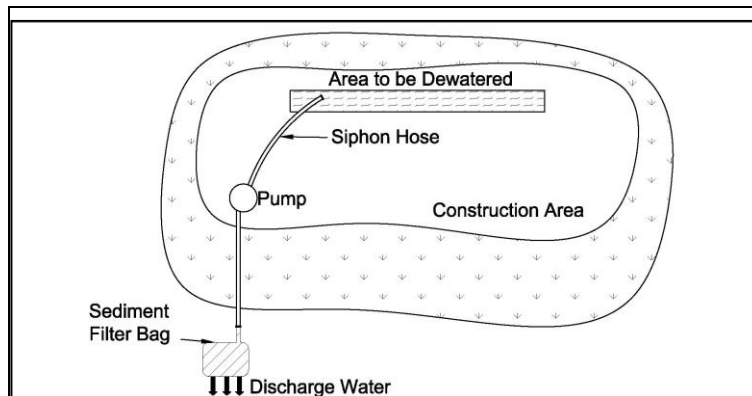 Area to be Dewatered
Siphon Hose
Pump
Construction Area
Sediment
Filter Bag
Discharge Water